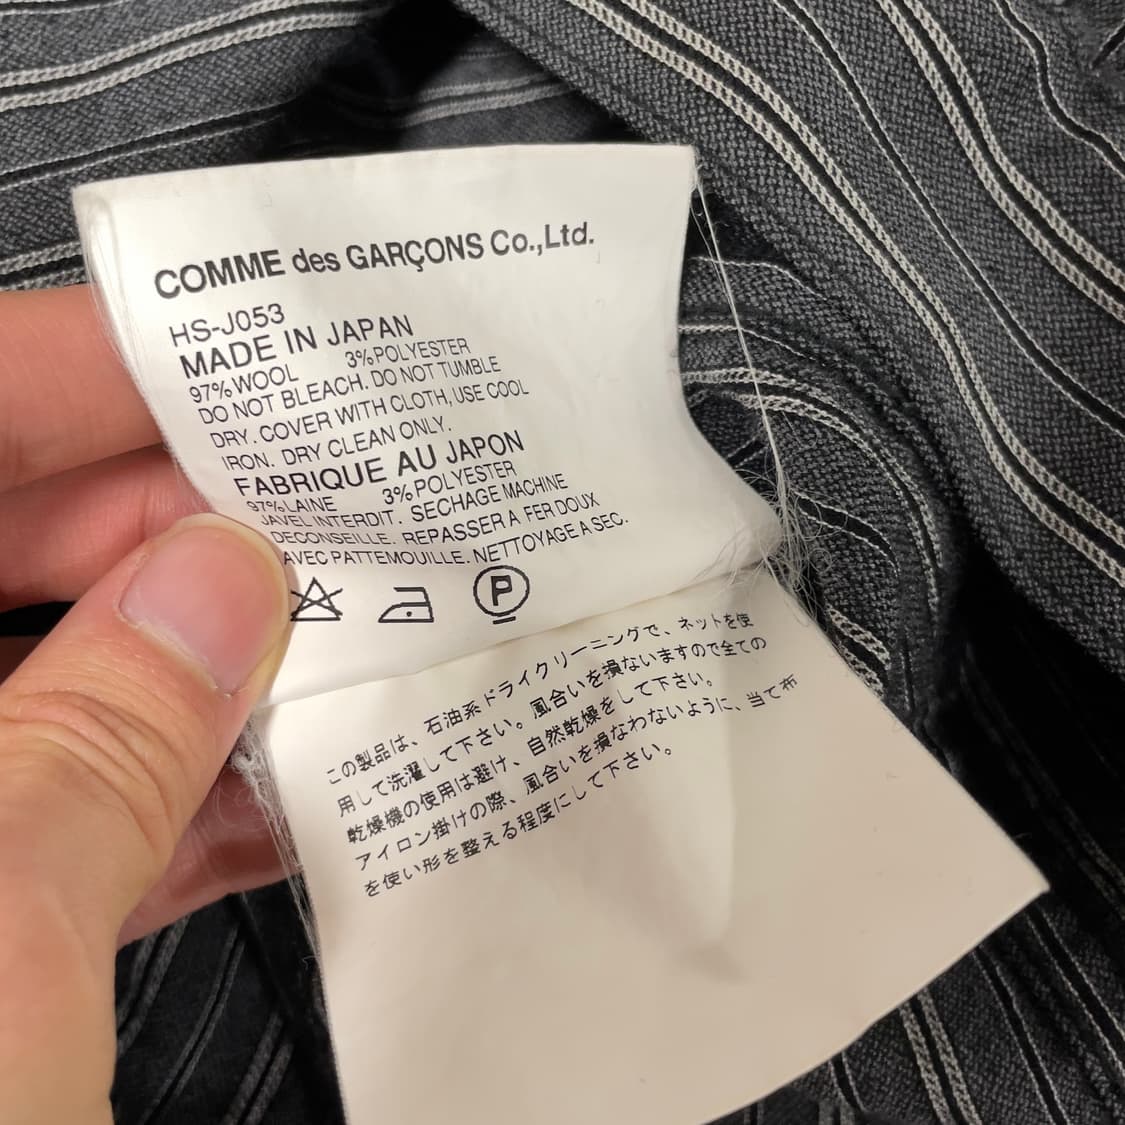 COMME des GARÇONS Co.,Ltd.
HS-J053
MADE IN JAPAN
97%WOOL 3%POLYESTER
DO NOT BLEACH. DO NOT TUMBLE
DRY. COVER WITH CLOTH, USE COOL
IRON. DRY CLEAN ONLY.
FABRIQUE AU JAPON
97%LAINE 3%POLYESTER
JAVEL INTERDIT. SECHAGE MACHINE
DECONSEILLE. REPASSER A FER DOUX
AVEC PATTEMOUILLE. NETTOYAGE A SEC.
P
この製品は、石油系ドライクリーニングで、ネットを使
用して洗濯して下さい。風合いを損ないますので全ての
乾燥機の使用は避け、自然乾燥をして下さい。
アイロン掛けの際、風合いを損なわないように、当て布
を使い形を整える程度にして下さい。